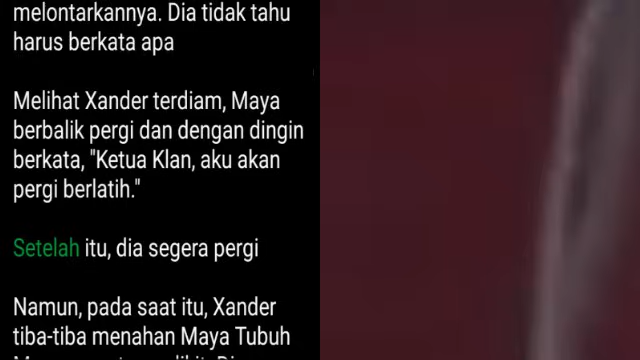 melontarkannya. Dia tidak tahu
harus berkata apa
Melihat Xander terdiam, Maya
berbalik pergi dan dengan dingin
berkata, "Ketua Klan, aku akan
pergi berlatih."
Setelah itu, dia segera pergi
Namun, pada saat itu, Xander
tiba-tiba menahan Maya Tubuh